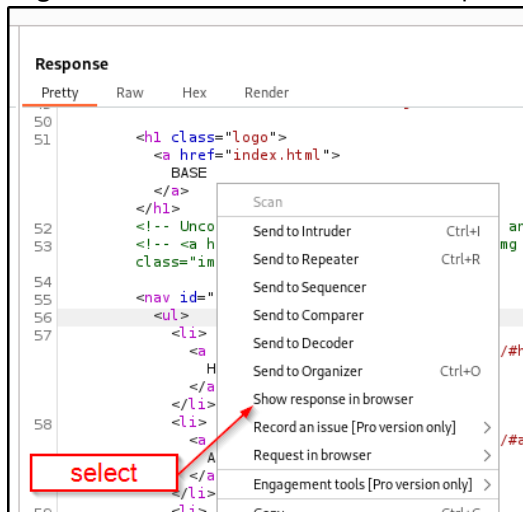 Response
Pretty Raw Hex Render
50
51 <h1 class="logo">
<a href="index.html">
BASE
</a>
</h1>
52 <!-- Unco
53 <!-- <a h
class="im
54
55 <nav id="
56 <ul>
57 <li>
<a /#h
H
</a
</li>
58 <li>
<a /#a
A
</a
</li>
<li>
Scan
Send to Intruder Ctrl+I
Send to Repeater Ctrl+R
Send to Sequencer
Send to Comparer
Send to Decoder
Send to Organizer Ctrl+O
Show response in browser
Record an issue [Pro version only] >
Request in browser >
Engagement tools [Pro version only] >
select